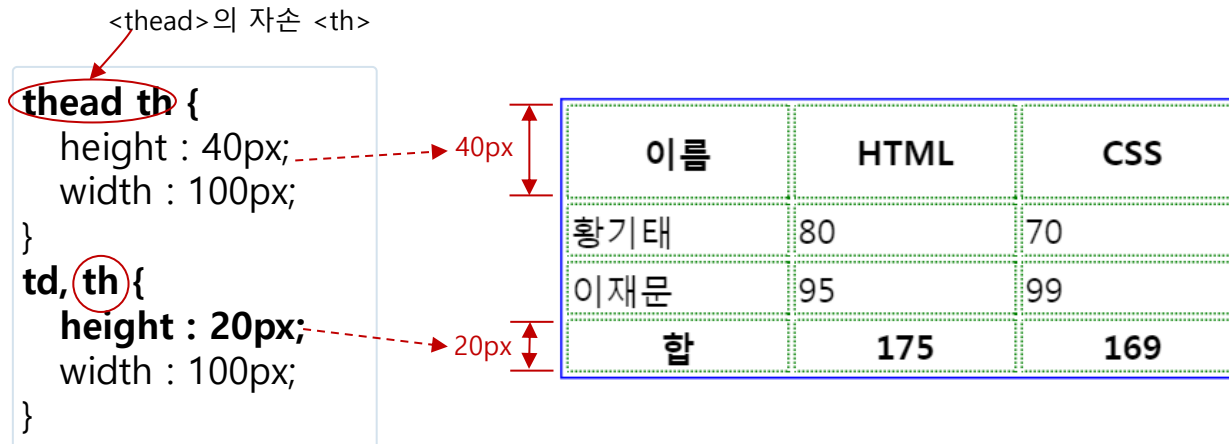 <thead>의 자손 <th>
thead th {
height : 40px;
width : 100px;
}
td, th {
height : 20px;
width : 100px;
}
40px
20px
이름 HTML CSS
황기태 80 70
이재문 95 99
합 175 169